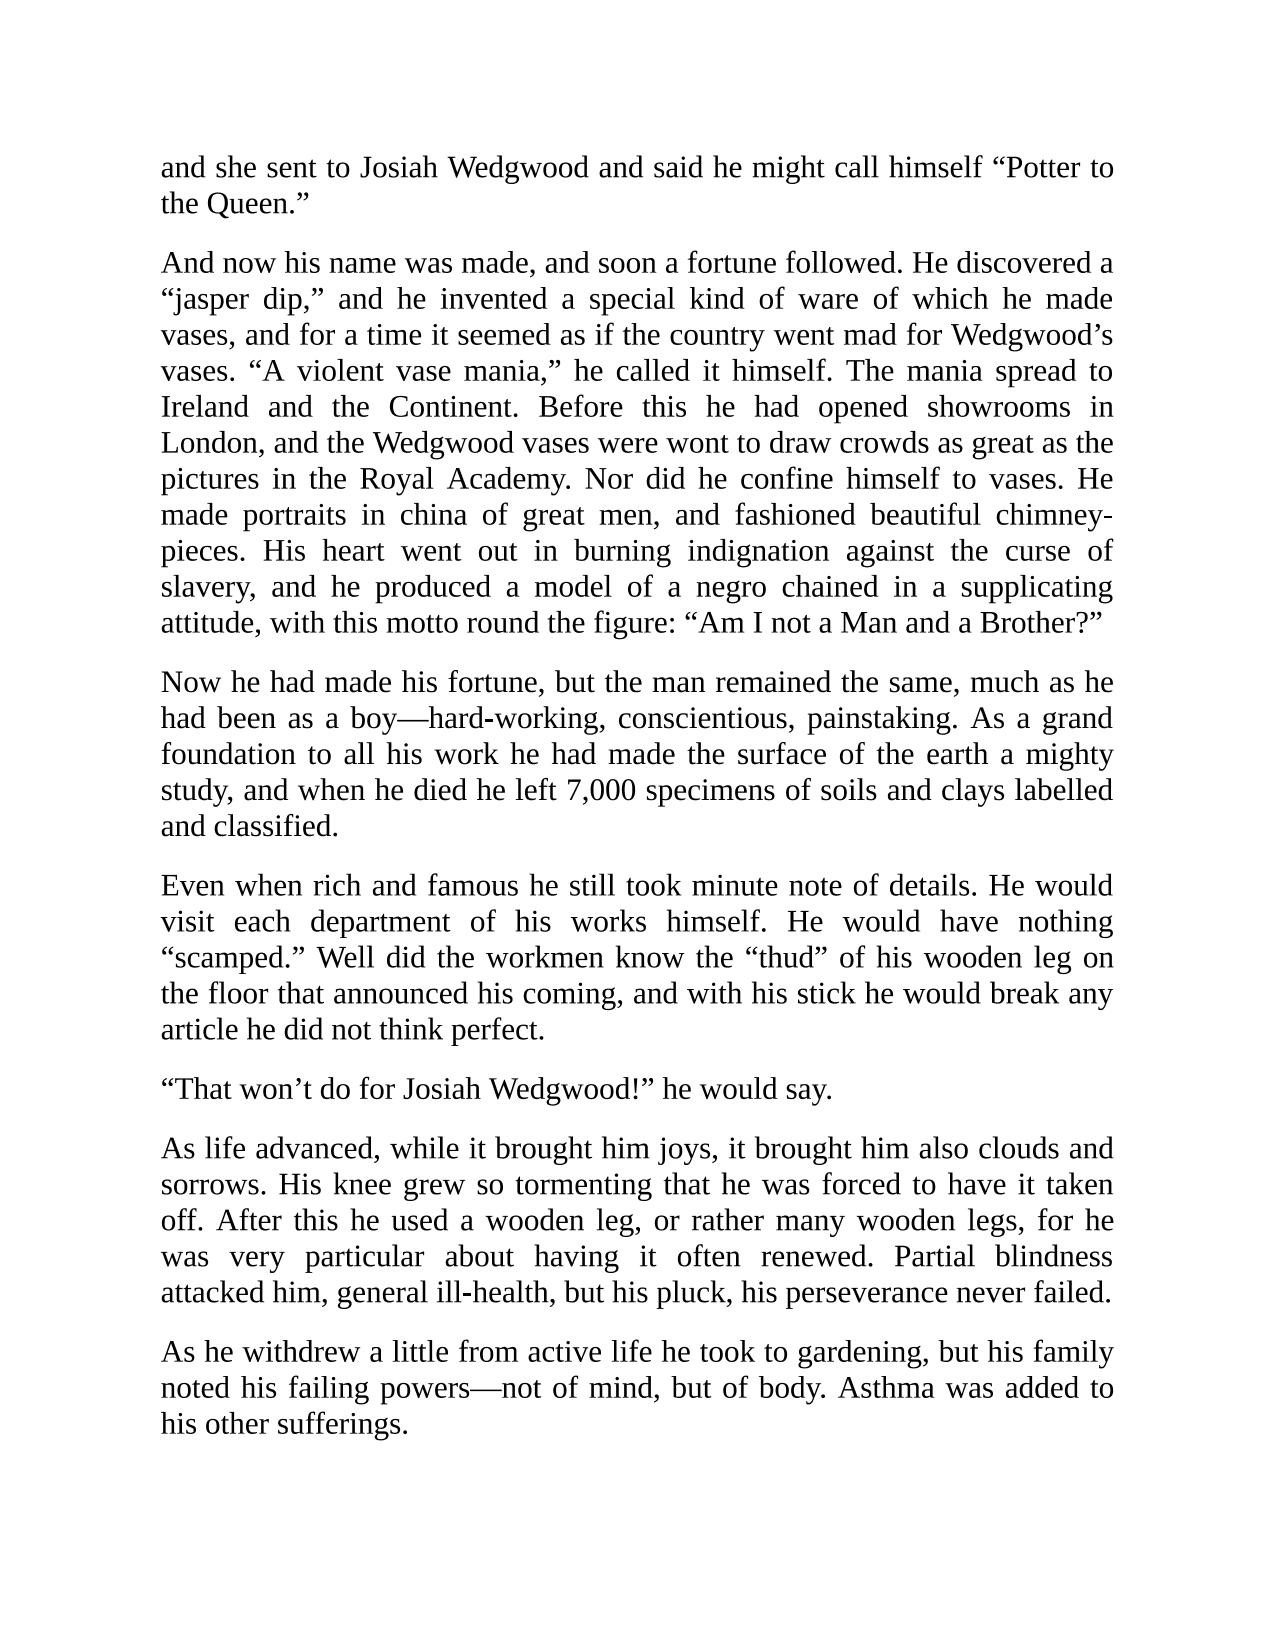 and she sent to Josiah Wedgwood and said he might call himself “Potter to
the Queen.”
And now his name was made, and soon a fortune followed. He discovered a
“jasper dip,” and he invented a special kind of ware of which he made
vases, and for a time it seemed as if the country went mad for Wedgwood’s
vases. “A violent vase mania,” he called it himself. The mania spread to
Ireland and the Continent. Before this he had opened showrooms in
London, and the Wedgwood vases were wont to draw crowds as great as the
pictures in the Royal Academy. Nor did he confine himself to vases. He
made portraits in china of great men, and fashioned beautiful chimney-
pieces. His heart went out in burning indignation against the curse of
slavery, and he produced a model of a negro chained in a supplicating
attitude, with this motto round the figure: “Am I not a Man and a Brother?”
Now he had made his fortune, but the man remained the same, much as he
had been as a boy—hard-working, conscientious, painstaking. As a grand
foundation to all his work he had made the surface of the earth a mighty
study, and when he died he left 7,000 specimens of soils and clays labelled
and classified.
Even when rich and famous he still took minute note of details. He would
visit each department of his works himself. He would have nothing
“scamped.” Well did the workmen know the “thud” of his wooden leg on
the floor that announced his coming, and with his stick he would break any
article he did not think perfect.
“That won’t do for Josiah Wedgwood!” he would say.
As life advanced, while it brought him joys, it brought him also clouds and
sorrows. His knee grew so tormenting that he was forced to have it taken
off. After this he used a wooden leg, or rather many wooden legs, for he
was very particular about having it often renewed. Partial blindness
attacked him, general ill-health, but his pluck, his perseverance never failed.
As he withdrew a little from active life he took to gardening, but his family
noted his failing powers—not of mind, but of body. Asthma was added to
his other sufferings.